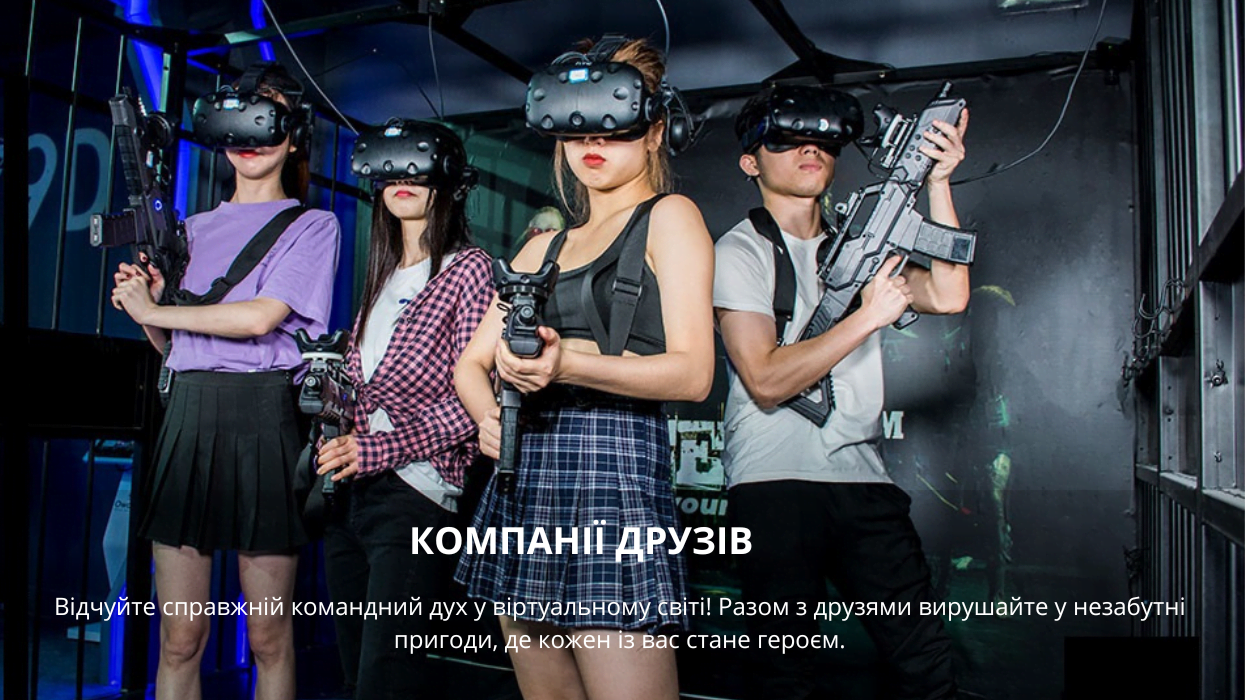 9D
КОМПАНІЇ ДРУЗІВ
Відчуйте справжній командний дух у віртуальному світі! Разом з друзями вирушайте у незабутні
пригоди, де кожен із вас стане героєм.